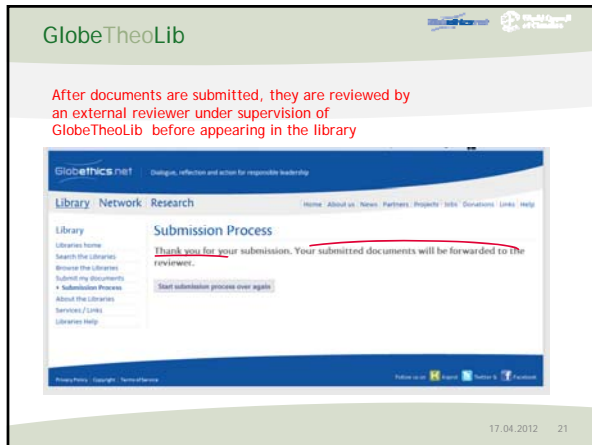 GlobeTheoLib
World Council
of Churches
After documents are submitted, they are reviewed by
an external reviewer under supervision of
GlobeTheoLib before appearing in the library
Globethics.net
Dialogue, reflection and action for responsible leadership
Library Network Research
Home About us News Partners Projects Jobs Donations Links Help
Library
Libraries home
Search the Libraries
Browse the Libraries
Submit my documents
Submission Process
About the Libraries
Services / Links
Libraries Help
Submission Process
Thank you for your submission. Your submitted documents will be forwarded to the
reviewer.
Start submission process over again
Privacy Policy Copyright Terms of Service
Follow us on Xspend Twitter & Facebook
17.04.2012 21